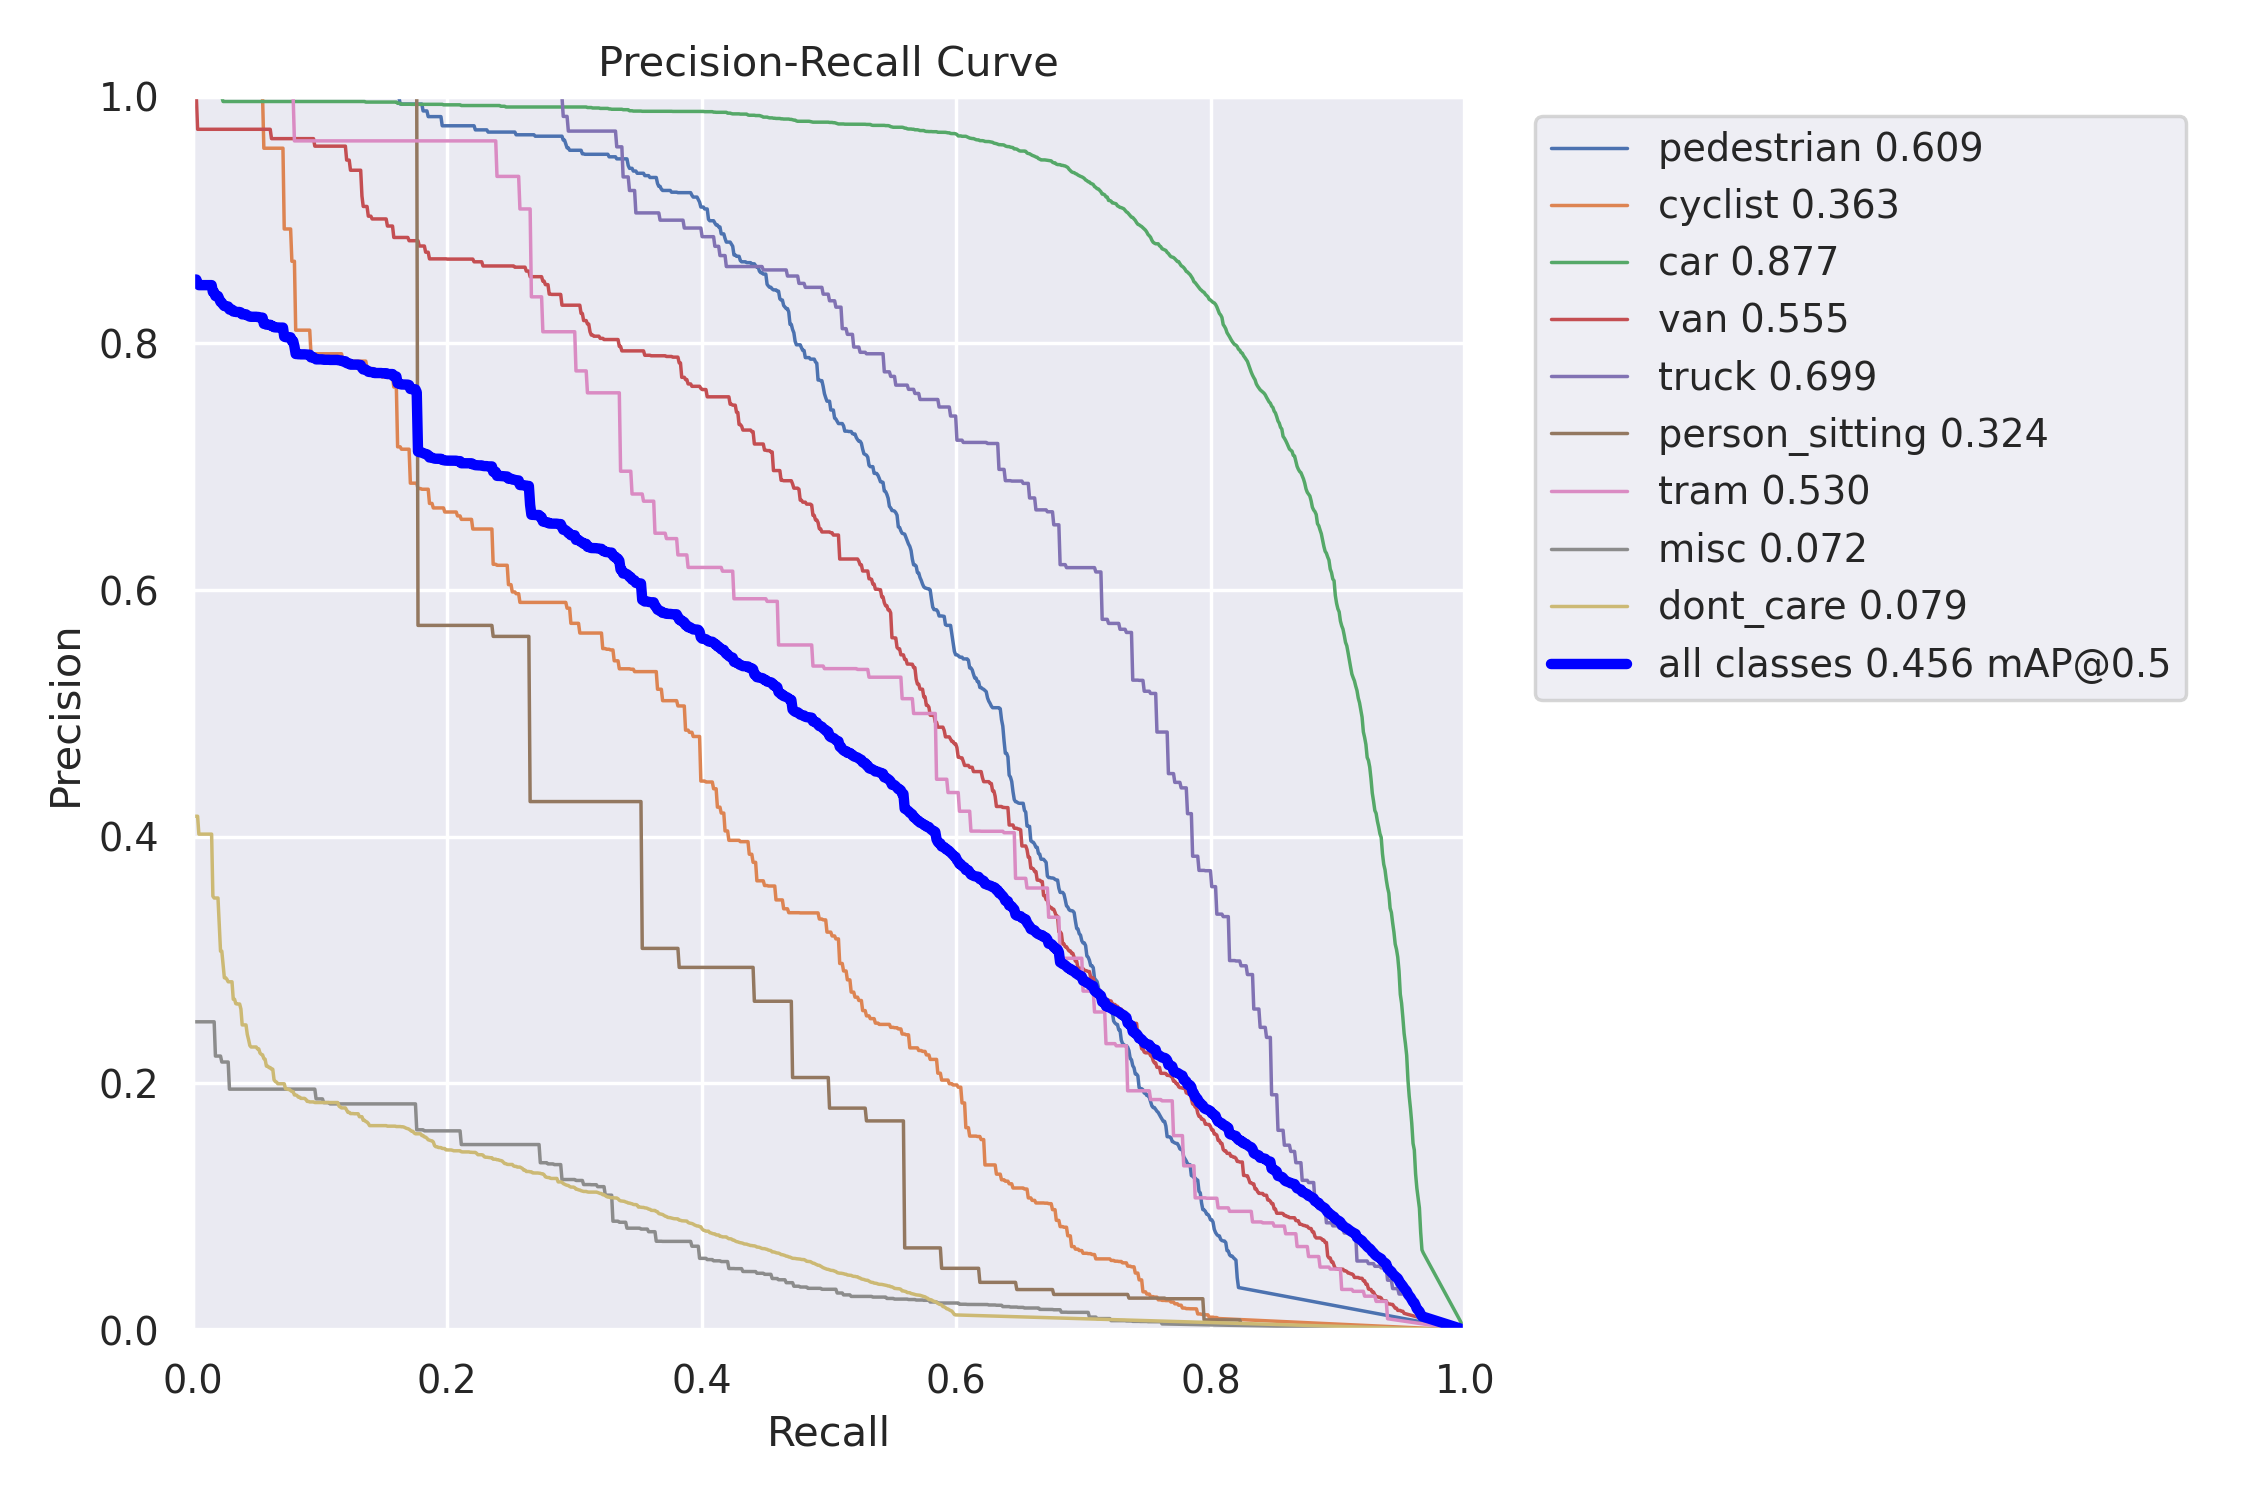 Precision-Recall Curve
1.0
0.8
0.6
0.4
0.2
0.0
Precision
0.0 0.2 0.4 0.6 0.8 1.0
Recall
pedestrian 0.609
cyclist 0.363
car 0.877
van 0.555
truck 0.699
person_sitting 0.324
tram 0.530
misc 0.072
dont_care 0.079
all classes 0.456 mAP@0.5